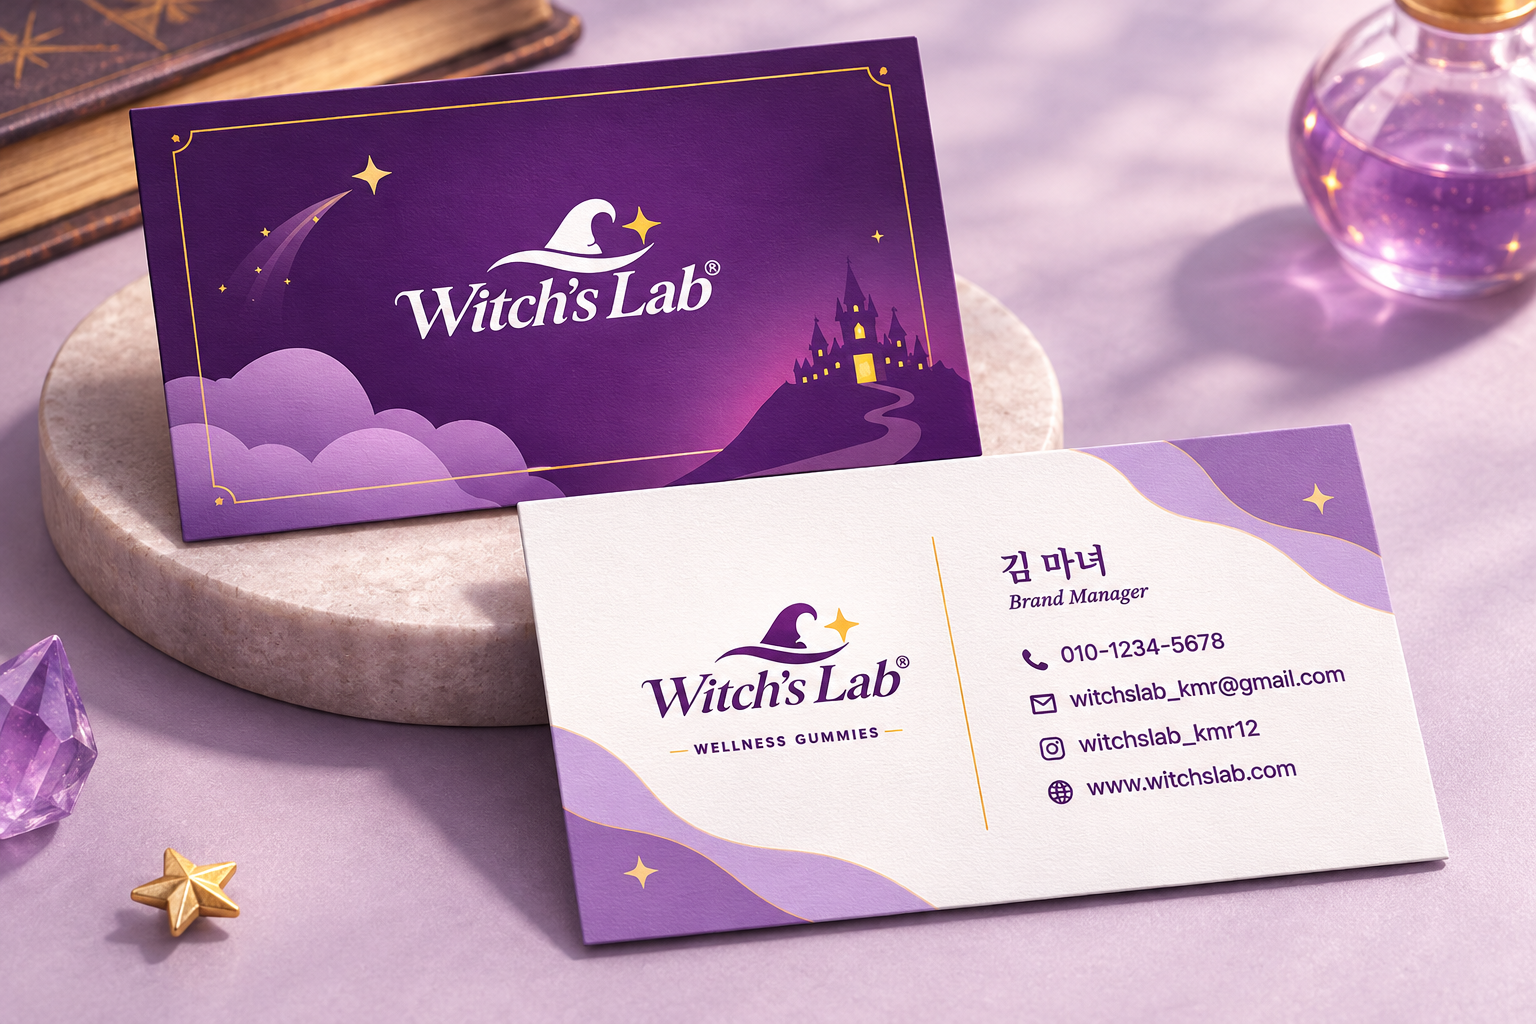 Witch's Lab®
Witch's Lab®
WELLNESS GUMMIES
김 마녀
Brand Manager
010-1234-5678
witchslab_kmr@gmail.com
witchslab_kmr12
www.witchslab.com